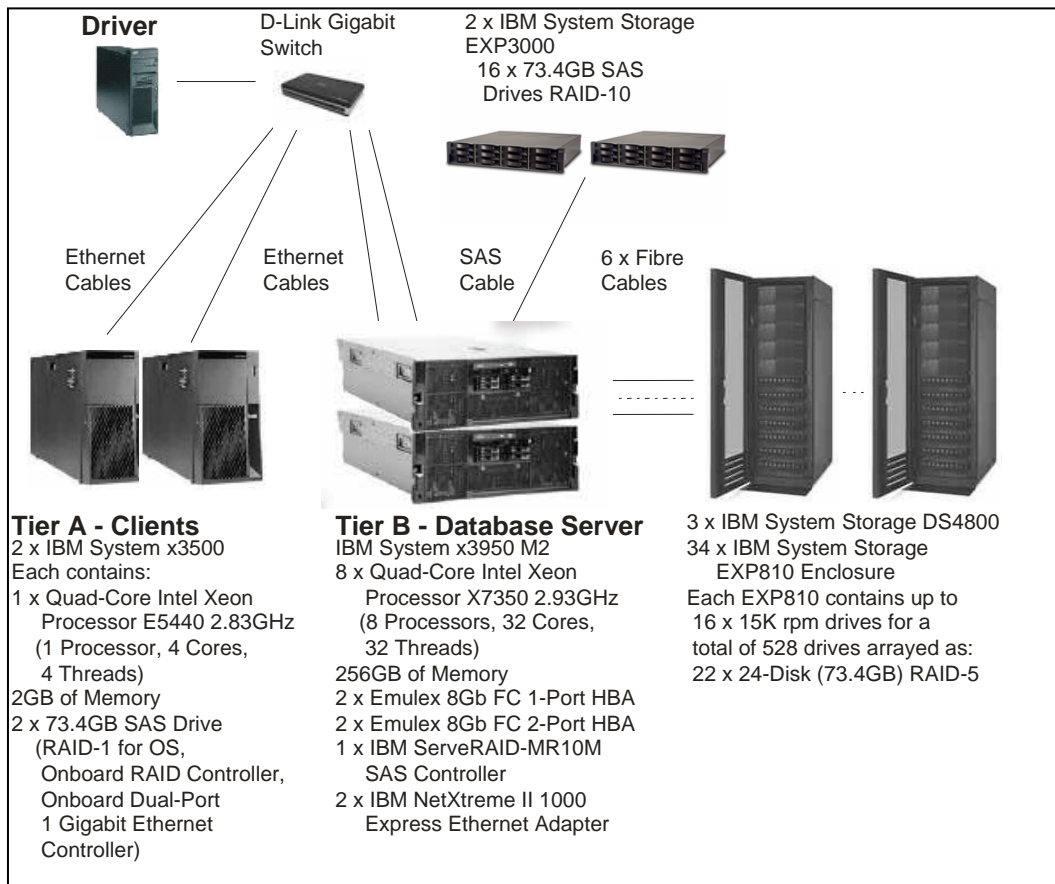 Driver
D-Link Gigabit
Switch
2 x IBM System Storage
EXP3000
16 x 73.4GB SAS
Drives RAID-10
Ethernet
Cables
Ethernet
Cables
SAS
Cable
6 x Fibre
Cables
Tier A - Clients
2 x IBM System x3500
Each contains:
1 x Quad-Core Intel Xeon
Processor E5440 2.83GHz
(1 Processor, 4 Cores,
4 Threads)
2GB of Memory
2 x 73.4GB SAS Drive
(RAID-1 for OS,
Onboard RAID Controller,
Onboard Dual-Port
1 Gigabit Ethernet
Controller)
Tier B - Database Server
IBM System x3950 M2
8 x Quad-Core Intel Xeon
Processor X7350 2.93GHz
(8 Processors, 32 Cores,
32 Threads)
256GB of Memory
2 x Emulex 8Gb FC 1-Port HBA
2 x Emulex 8Gb FC 2-Port HBA
1 x IBM ServeRAID-MR10M
SAS Controller
2 x IBM NetXtreme II 1000
Express Ethernet Adapter
3 x IBM System Storage DS4800
34 x IBM System Storage
EXP810 Enclosure
Each EXP810 contains up to
16 x 15K rpm drives for a
total of 528 drives arrayed as:
22 x 24-Disk (73.4GB) RAID-5